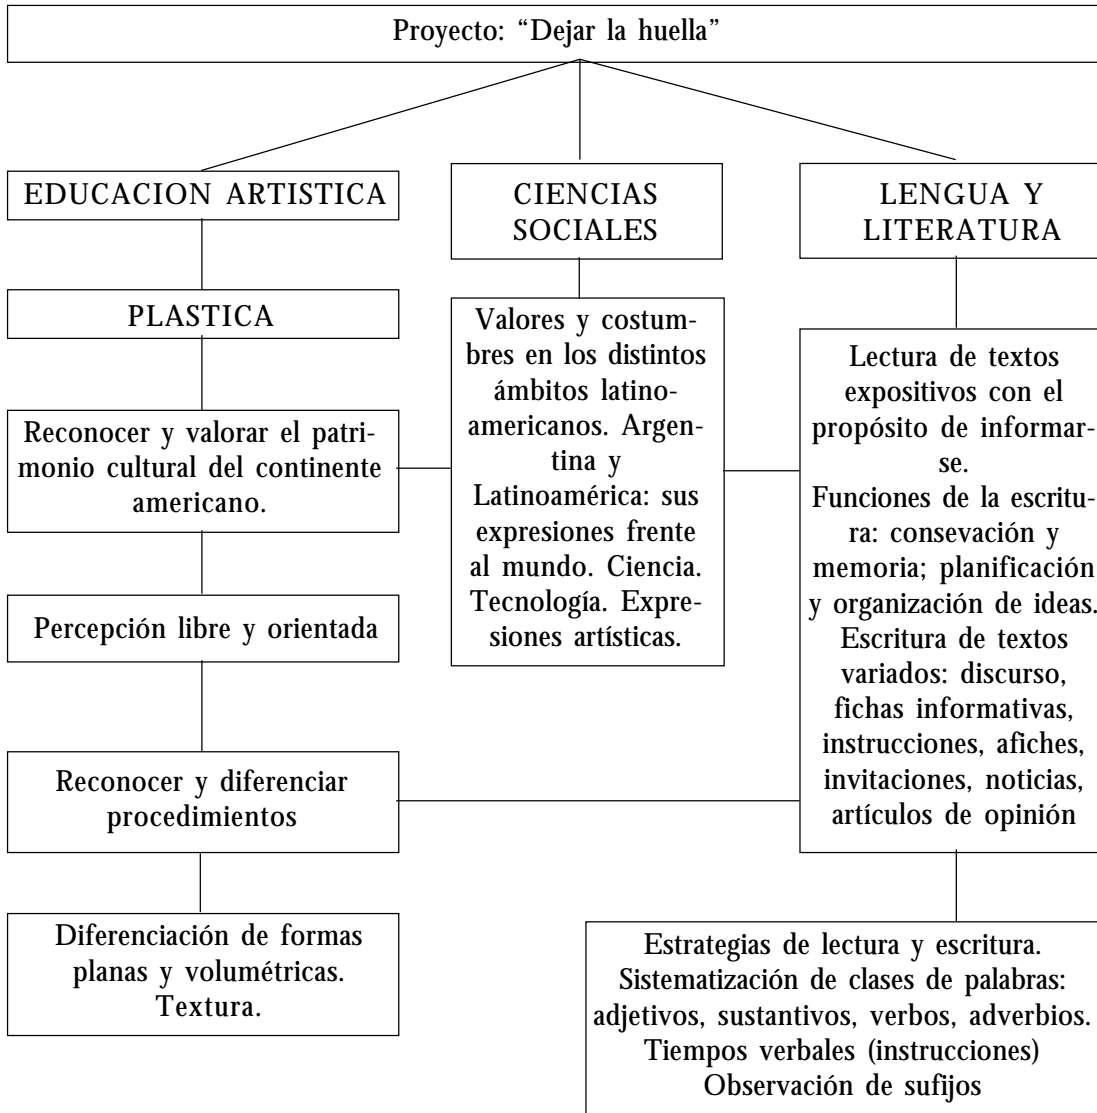 Proyecto: “Dejar la huella”
EDUCACION ARTISTICA
PLASTICA
Reconocer y valorar el patri-
monio cultural del continente
americano.
Percepción libre y orientada
Reconocer y diferenciar
procedimientos
Diferenciación de formas
planas y volumétricas.
Textura.
CIENCIAS
SOCIALES
Valores y costum-
bres en los distintos
ámbitos latino-
americanos. Argen-
tina y
Latinoamérica: sus
expresiones frente
al mundo. Ciencia.
Tecnología. Expre-
siones artísticas.
LENGUA Y
LITERATURA
Lectura de textos
expositivos con el
propósito de informar-
se.
Funciones de la escritu-
ra: consevación y
memoria; planificación
y organización de ideas.
Escritura de textos
variados: discurso,
fichas informativas,
instrucciones, afiches,
invitaciones, noticias,
artículos de opinión
Estrategias de lectura y escritura.
Sistematización de clases de palabras:
adjetivos, sustantivos, verbos, adverbios.
Tiempos verbales (instrucciones)
Observación de sufijos